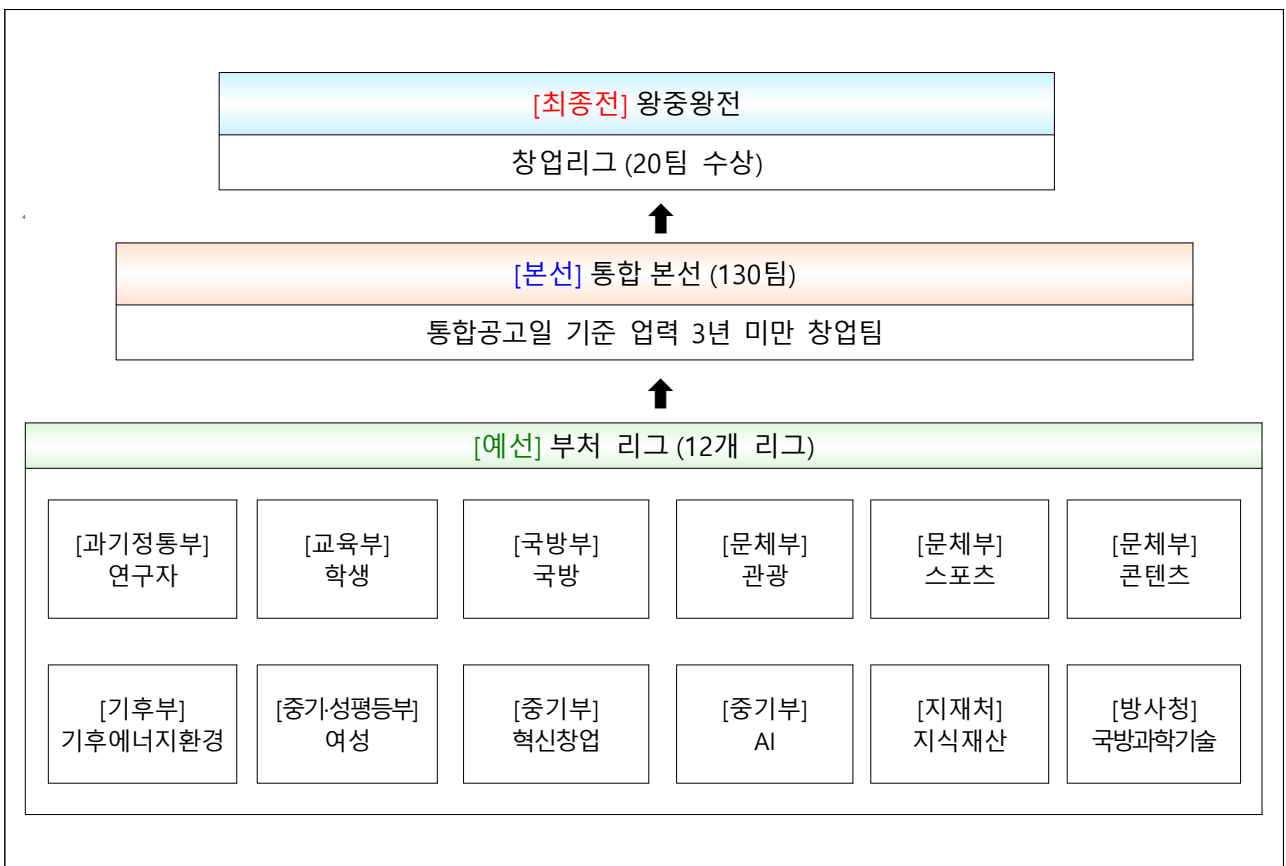 [최종전] 왕중왕전
창업리그 (20팀 수상)
[본선] 통합 본선 (130팀)
통합공고일 기준 업력 3년 미만 창업팀
[예선] 부처 리그 (12개 리그)
[과기정통부]
연구자
[교육부]
학생
[국방부]
국방
[문체부]
관광
[문체부]
스포츠
[문체부]
콘텐츠
[기후부]
기후에너지환경
[중기·성평등부]
여성
[중기부]
혁신창업
[중기부]
AI
[지재처]
지식재산
[방사청]
국방과학기술